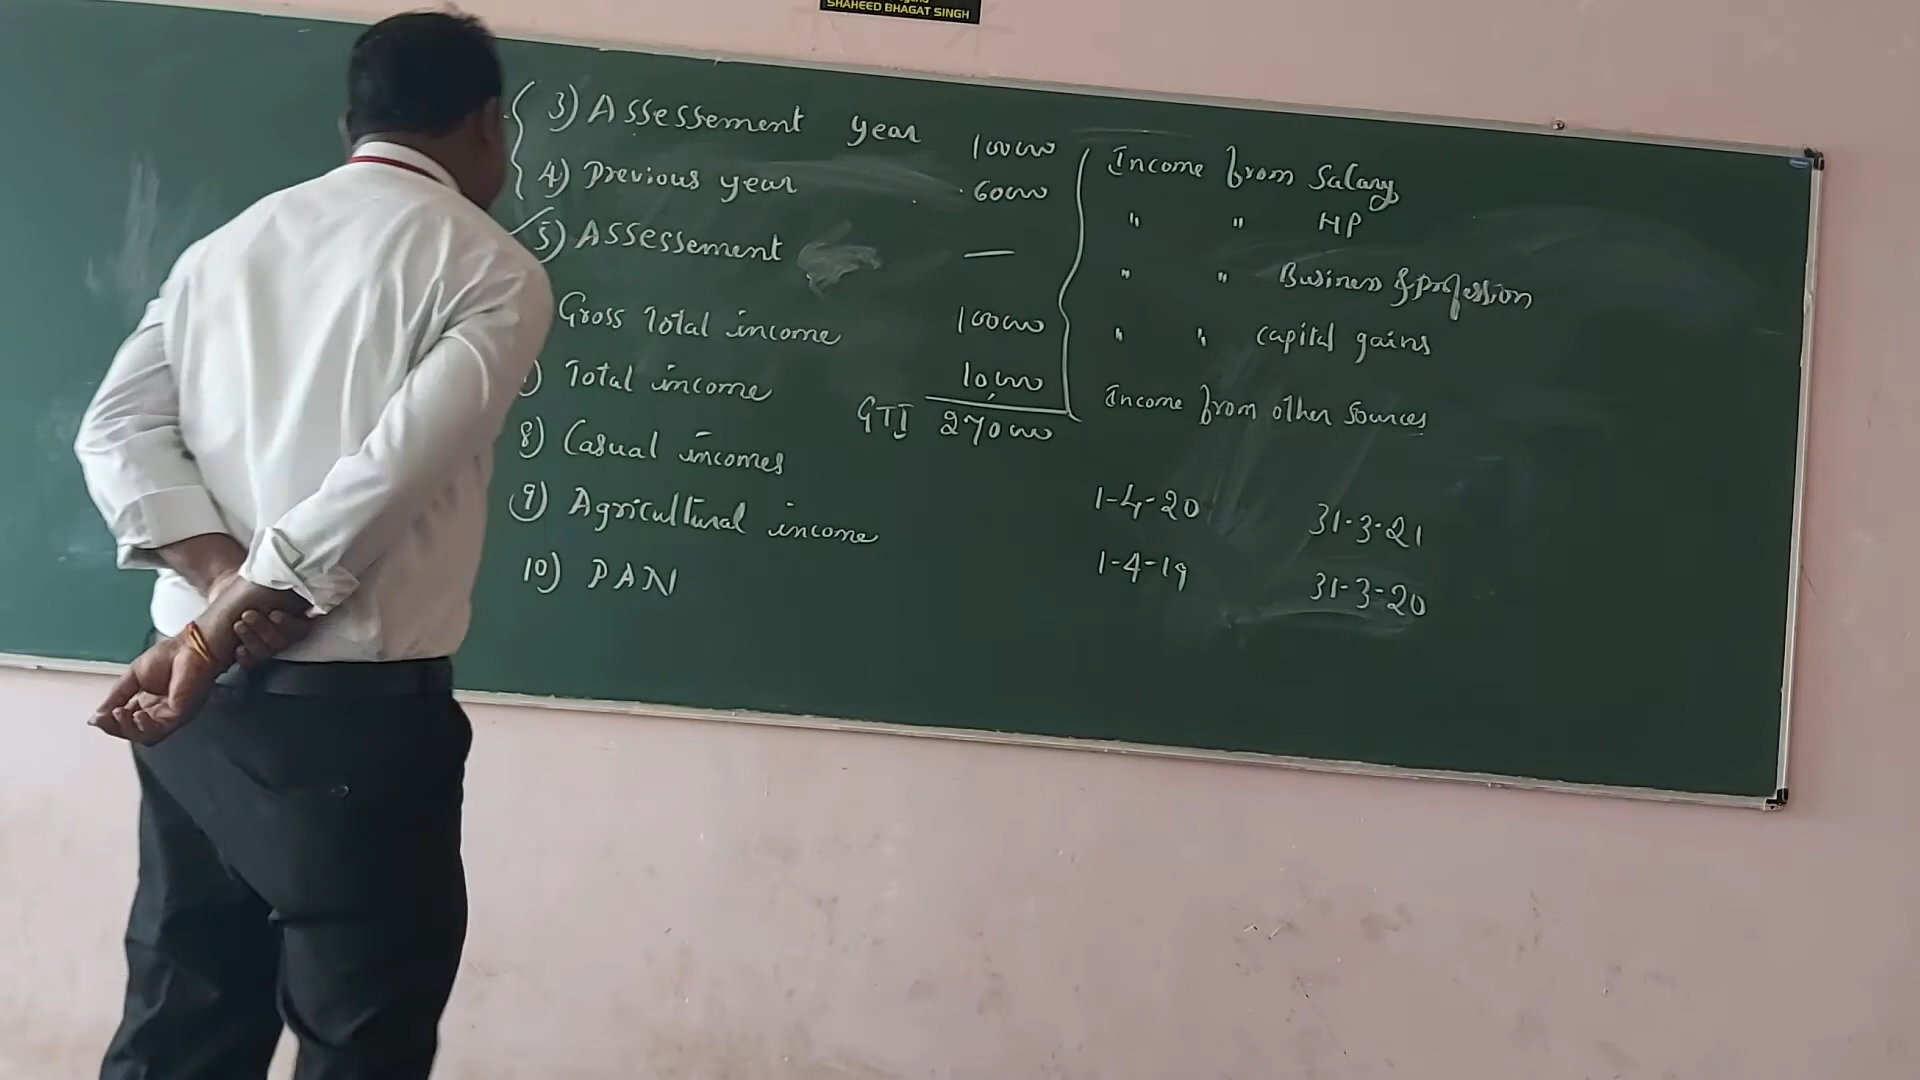 SHAHEED BHAGAT SINGH
3) Assessement year
4) Previous year
5) Assessement
Gross Total income
) Total income
8) Casual incomes
9) Agricultural income
10) PAN
100000
60000
—
100000
10000
GTI 270000
Income from Salary
" " HP
" " Business & profession
" " capital gains
Income from other sources
1-4-20 31-3-21
1-4-19 31-3-20